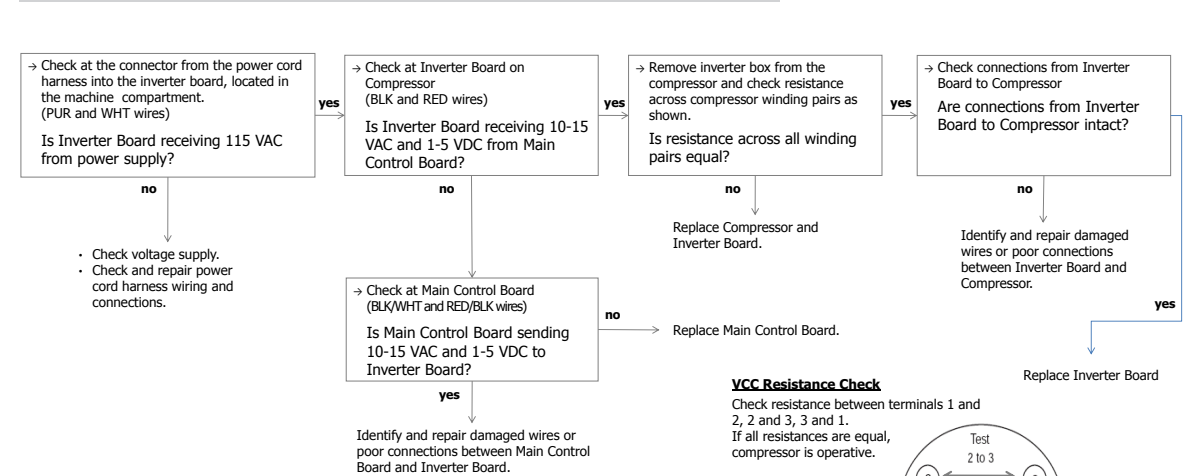 → Check at the connector from the power cord
harness into the inverter board, located in
the machine compartment.
(PUR and WHT wires)
Is Inverter Board receiving 115 VAC
from power supply?
yes
→ Check at Inverter Board on
Compressor
(BLK and RED wires)
Is Inverter Board receiving 10-15
VAC and 1-5 VDC from Main
Control Board?
yes
→ Remove inverter box from the
compressor and check resistance
across compressor winding pairs as
shown.
Is resistance across all winding
pairs equal?
yes
→ Check connections from Inverter
Board to Compressor
Are connections from Inverter
Board to Compressor intact?
no
no
no
no
• Check voltage supply.
• Check and repair power
cord harness wiring and
connections.
Replace Compressor and
Inverter Board.
Identify and repair damaged
wires or poor connections
between Inverter Board and
Compressor.
yes
→ Check at Main Control Board
(BLK/WHT and RED/BLK wires)
Is Main Control Board sending
10-15 VAC and 1-5 VDC to
Inverter Board?
no
Replace Main Control Board.
Replace Inverter Board
yes
Identify and repair damaged wires or
poor connections between Main Control
Board and Inverter Board.
VCC Resistance Check
Check resistance between terminals 1 and
2, 2 and 3, 3 and 1.
If all resistances are equal,
compressor is operative.
Test
2 to 3